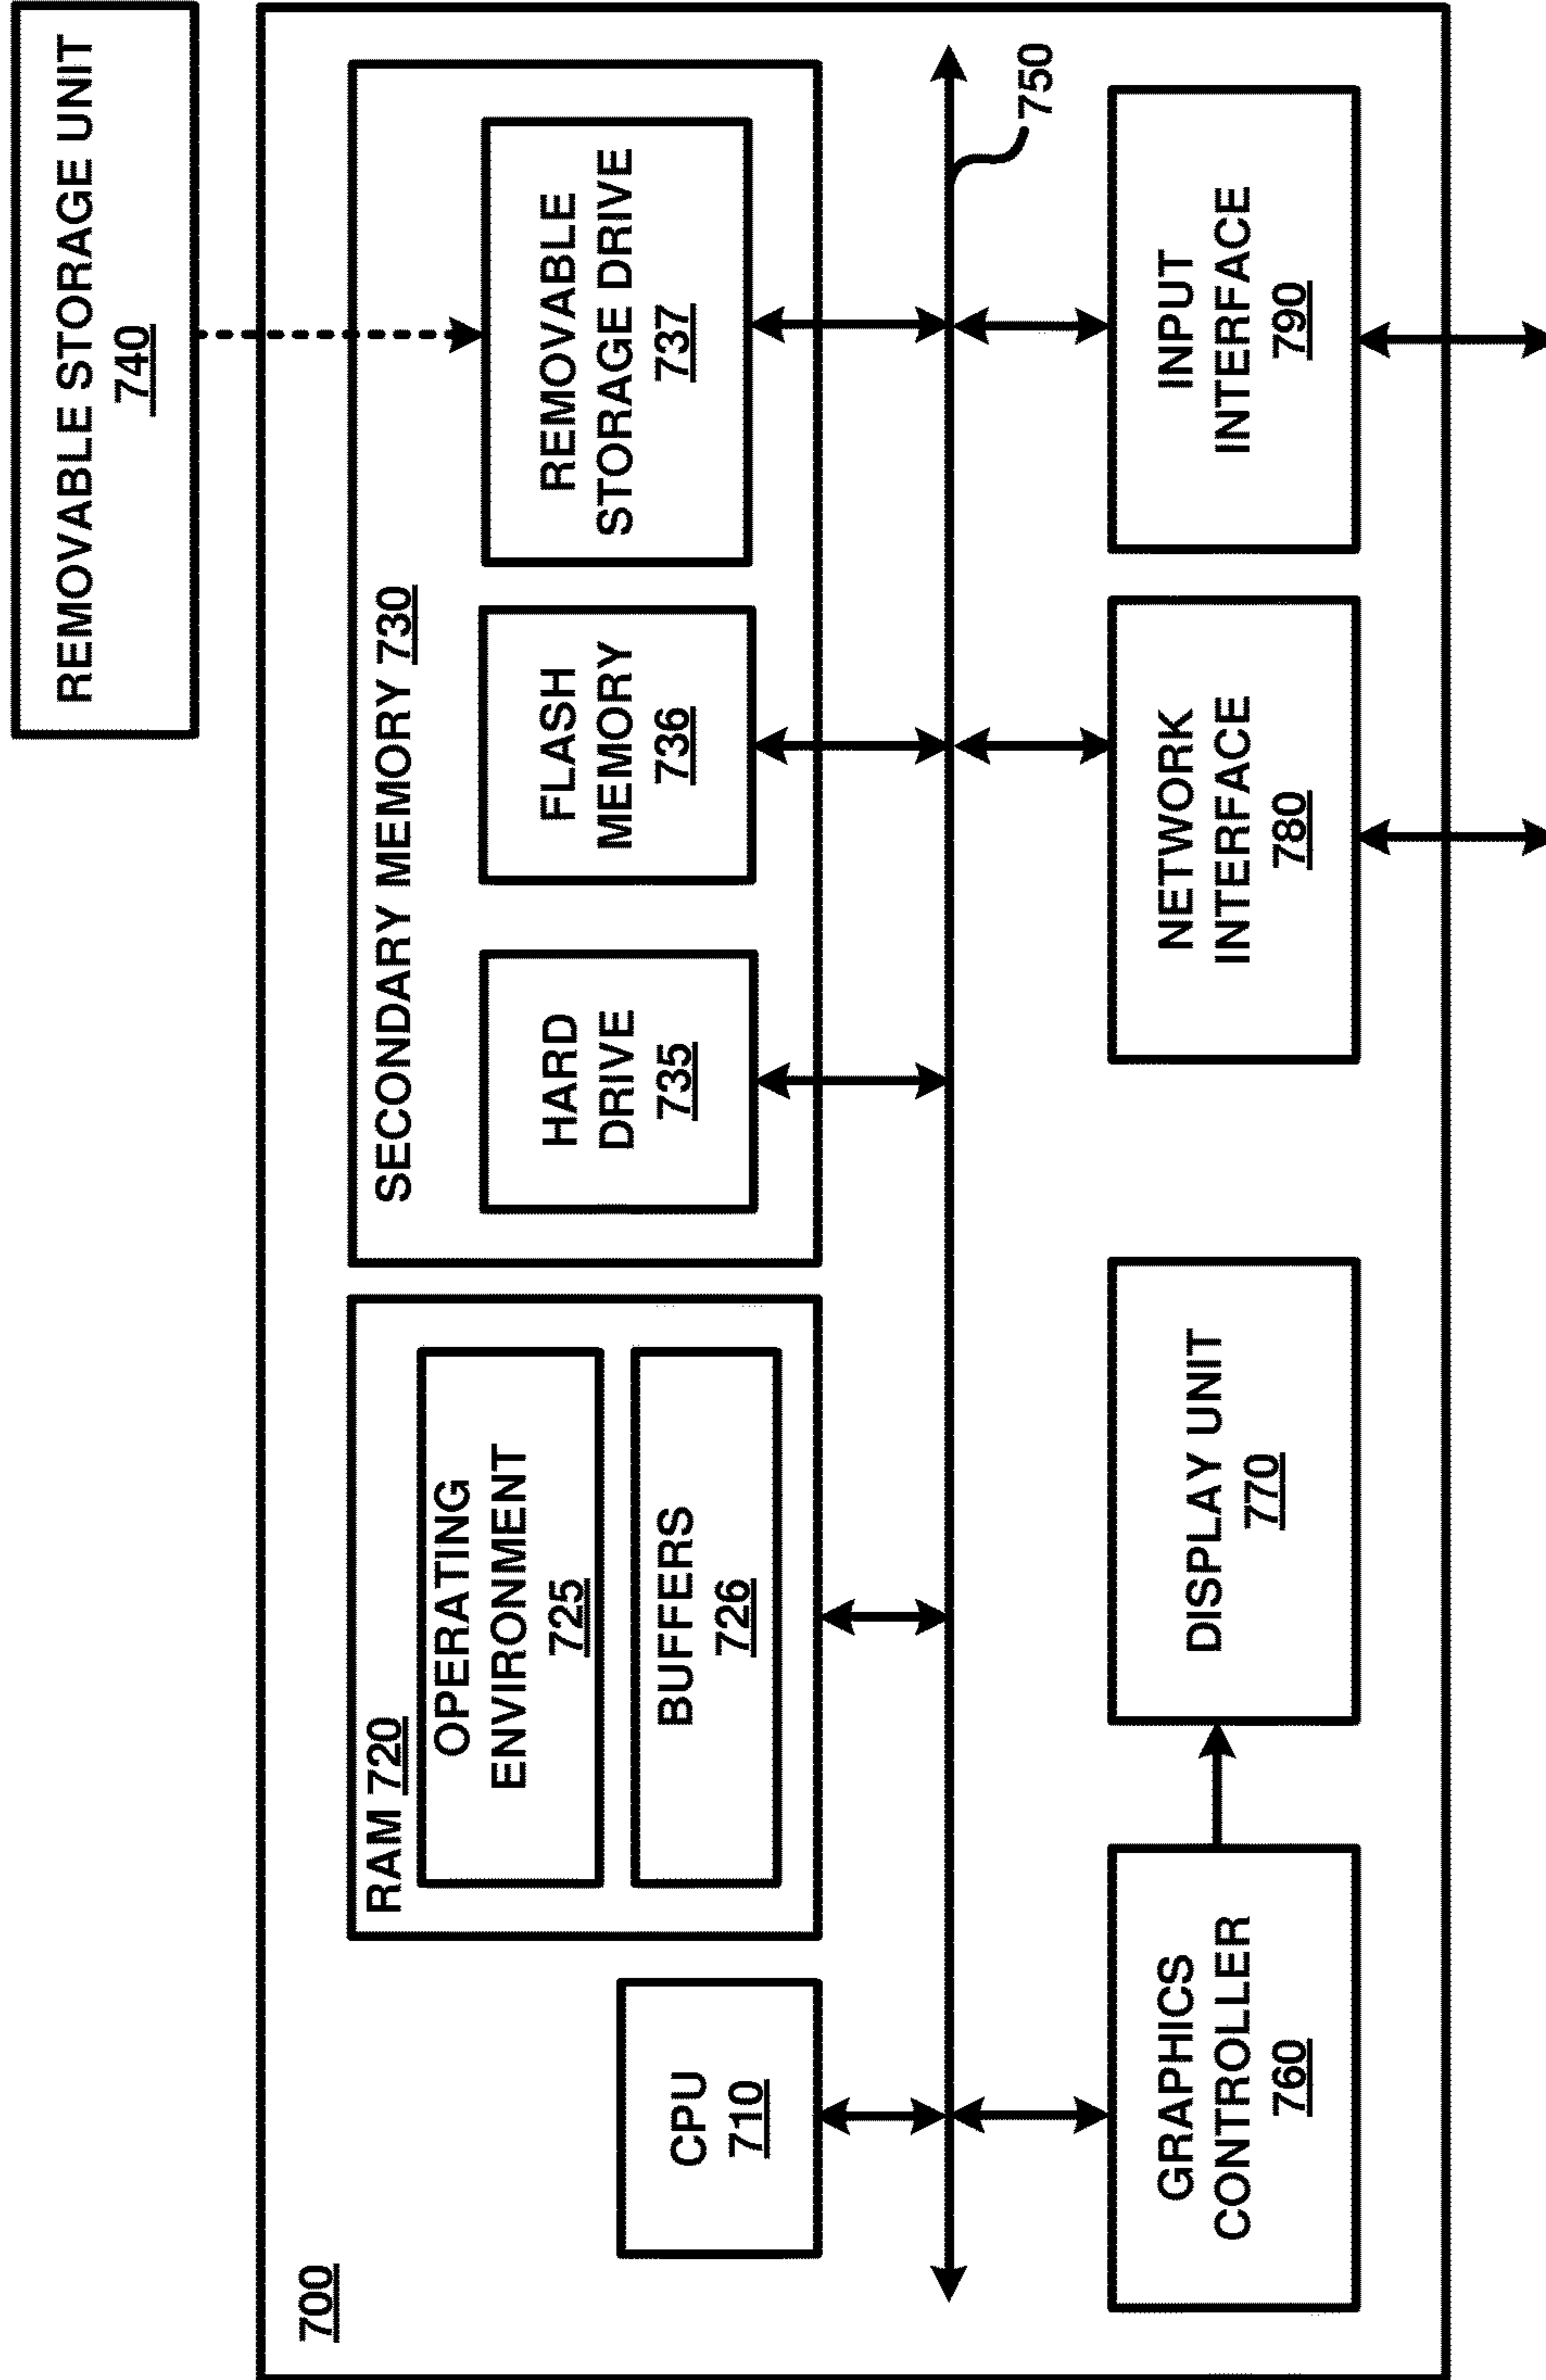 REMOVABLE STORAGE UNIT
740
700
RAM 720
OPERATING
ENVIRONMENT
725
BUFFERS
726
CPU
710
SECONDARY MEMORY 730
HARD
DRIVE
735
FLASH
MEMORY
736
REMOVABLE
STORAGE DRIVE
737
750
GRAPHICS
CONTROLLER
760
DISPLAY UNIT
770
NETWORK
INTERFACE
780
INPUT
INTERFACE
790